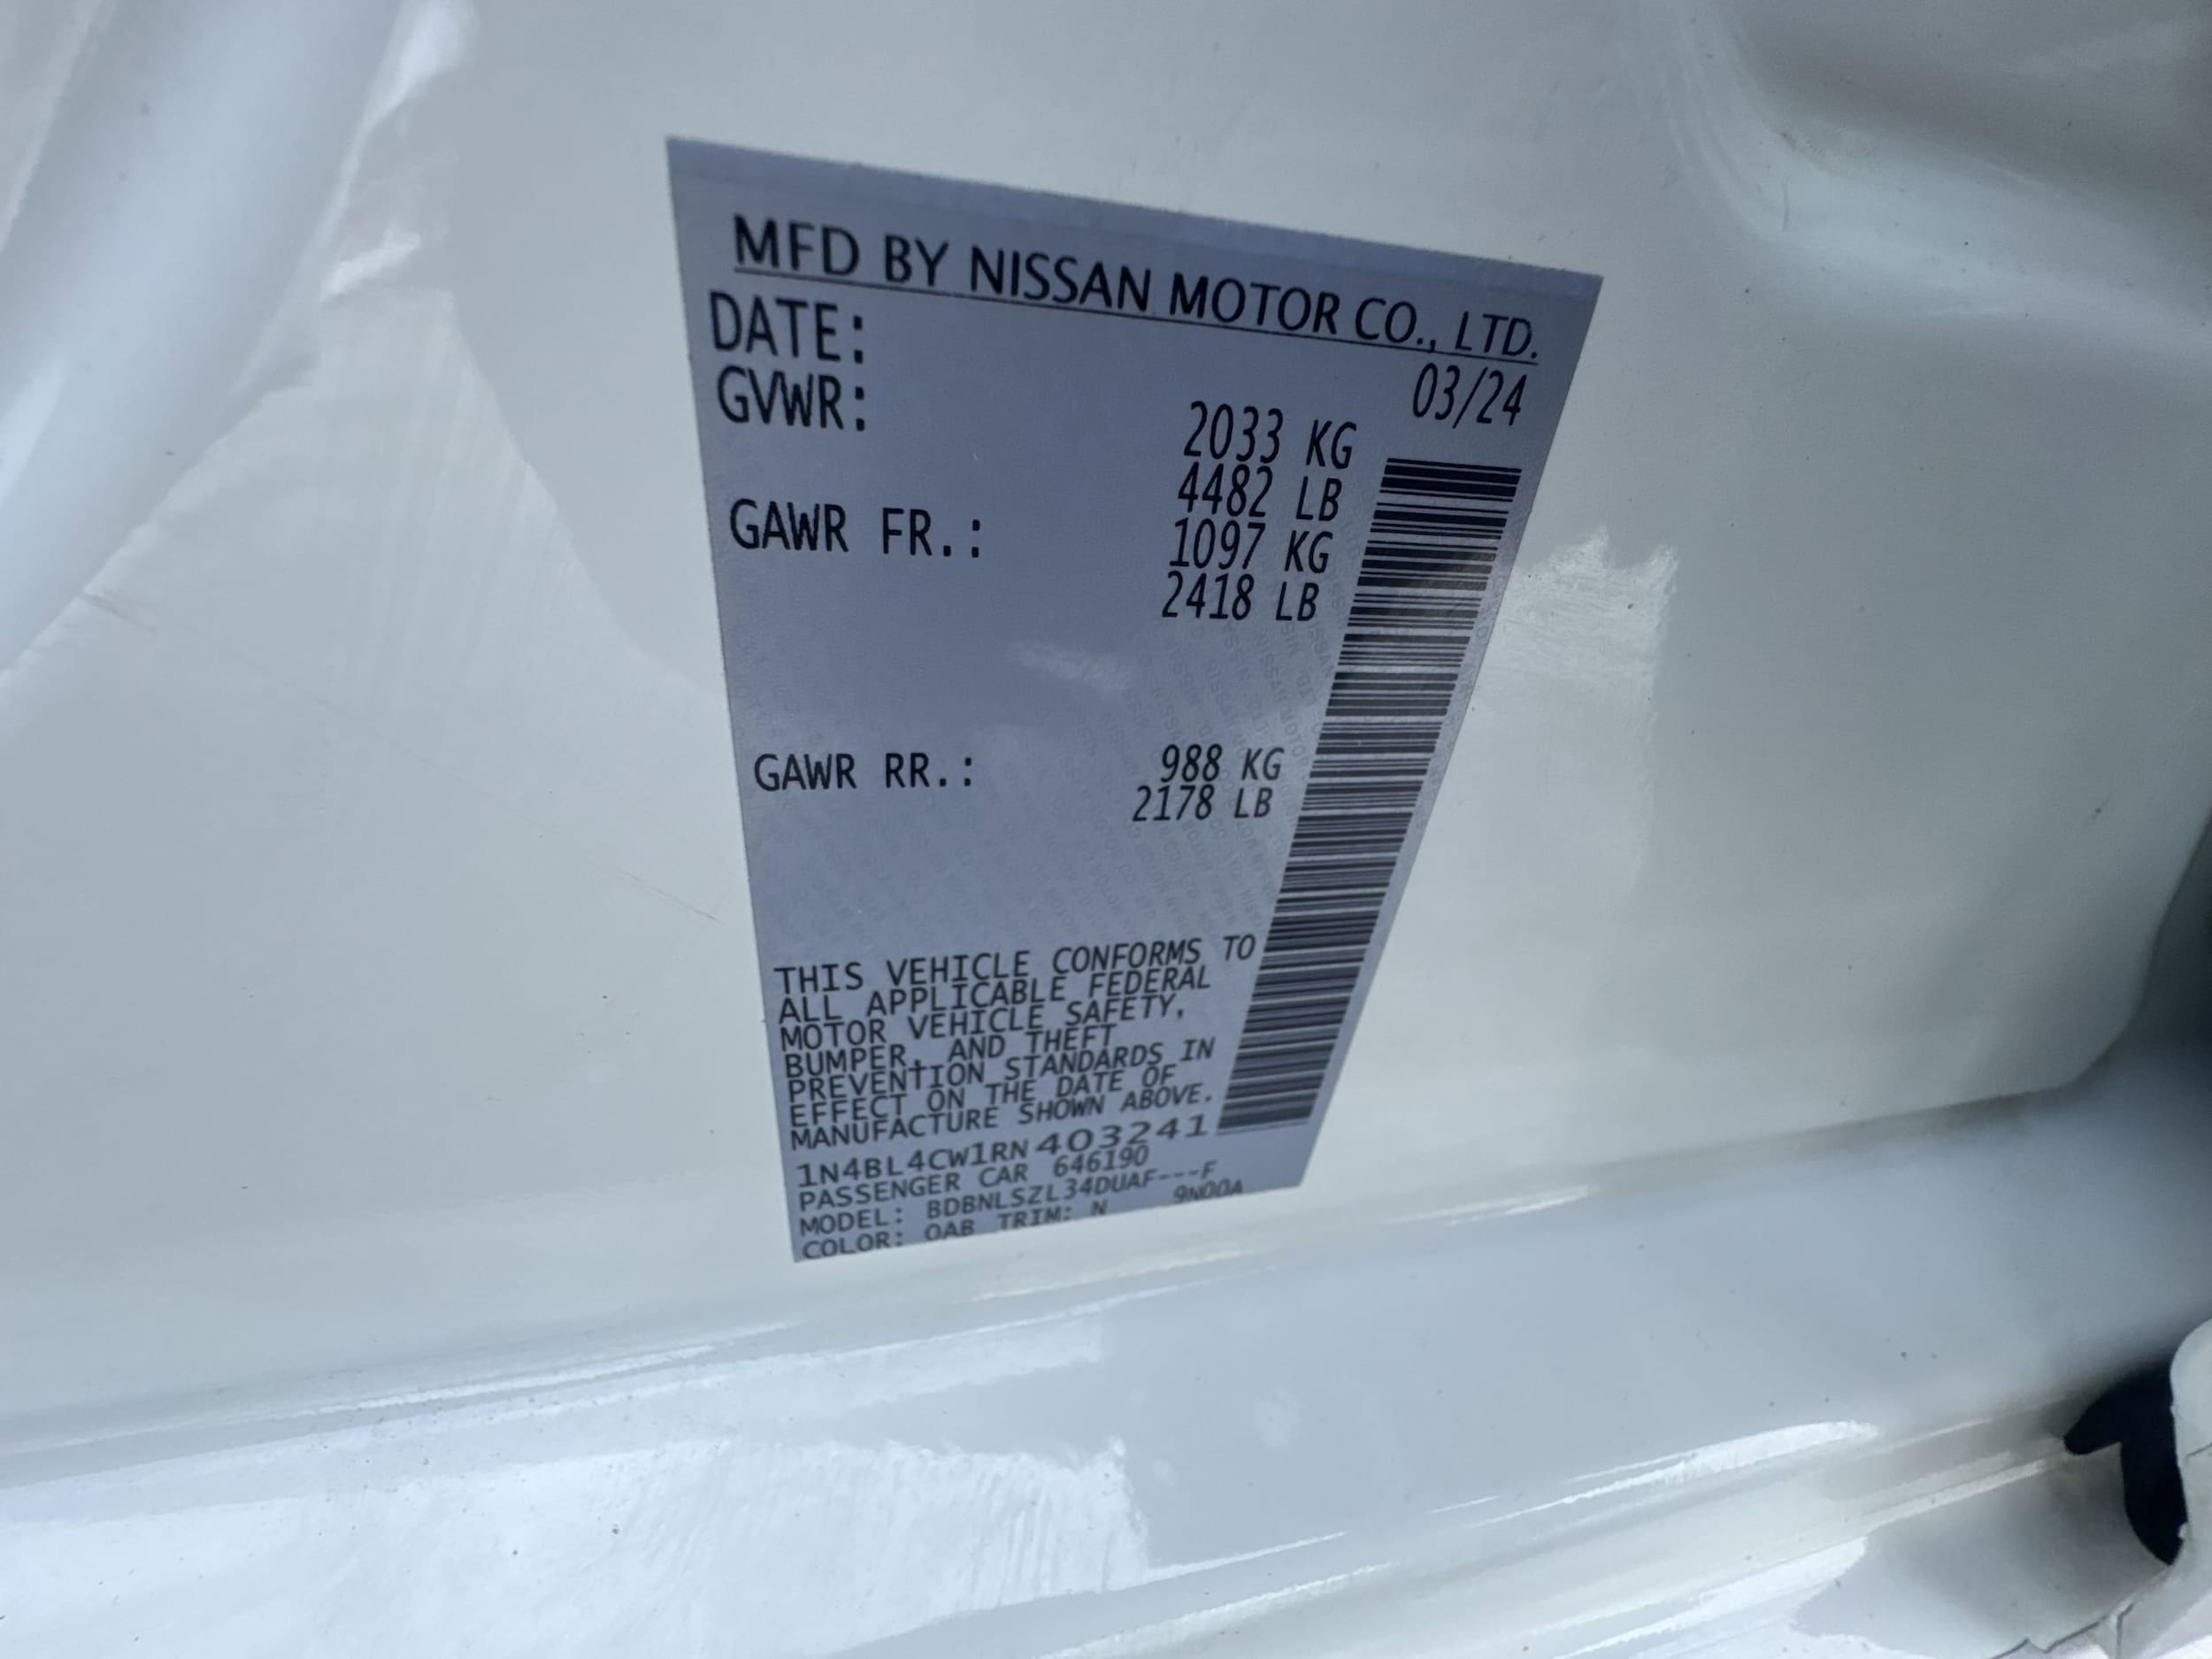 MFD BY NISSAN MOTOR CO., LTD.
DATE: 03/24
GVWR: 2033 KG
4482 LB
GAWR FR.: 1097 KG
2418 LB
GAWR RR.: 988 KG
2178 LB
THIS VEHICLE CONFORMS TO
ALL APPLICABLE FEDERAL
MOTOR VEHICLE SAFETY,
BUMPER, AND THEFT
PREVENTION STANDARDS IN
EFFECT ON THE DATE OF
MANUFACTURE SHOWN ABOVE.
1N4BL4CW1RN403241
PASSENGER CAR 646190
MODEL: BDBNLSZL34DUAF---F
COLOR: QAB TRIM: N 9N00A